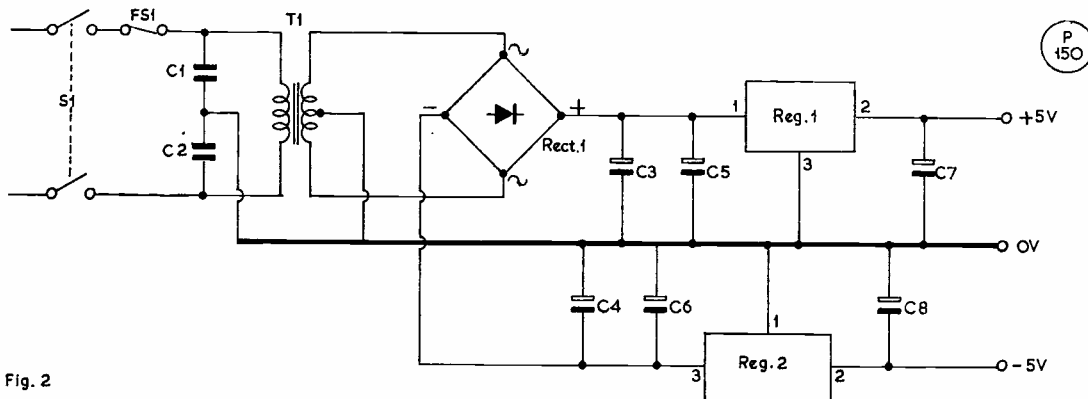 FS1
T1
P
150
C1
S1
C2
~
−
+
Rect.1
~
C3
C5
1
Reg.1
2
3
C7
+5V
0V
C4
C6
1
Reg.2
3
2
C8
-5V
Fig. 2